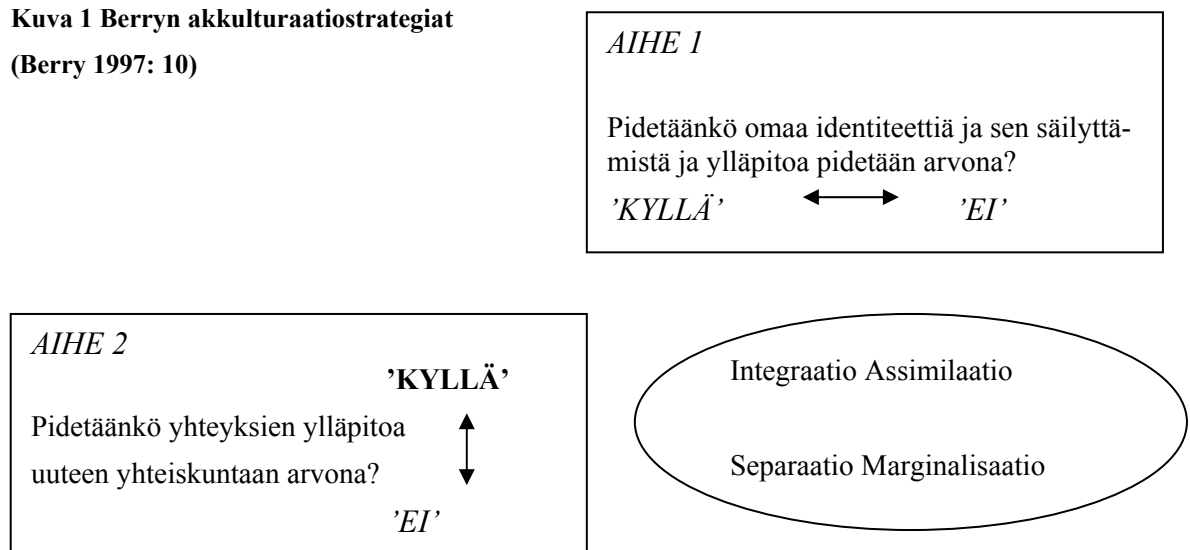 Kuva 1 Berryn akkulturaatiostrategiat
(Berry 1997: 10)
AIHE 1
Pidetäänkö omaa identiteettiä ja sen säilyttä-
mistä ja ylläpitoa pidetään arvona?
’KYLLÄ’ ’EI’
AIHE 2
’KYLLÄ’
Pidetäänkö yhteyksien ylläpitoa
uuteen yhteiskuntaan arvona?
’EI’
Integraatio Assimilaatio
Separaatio Marginalisaatio